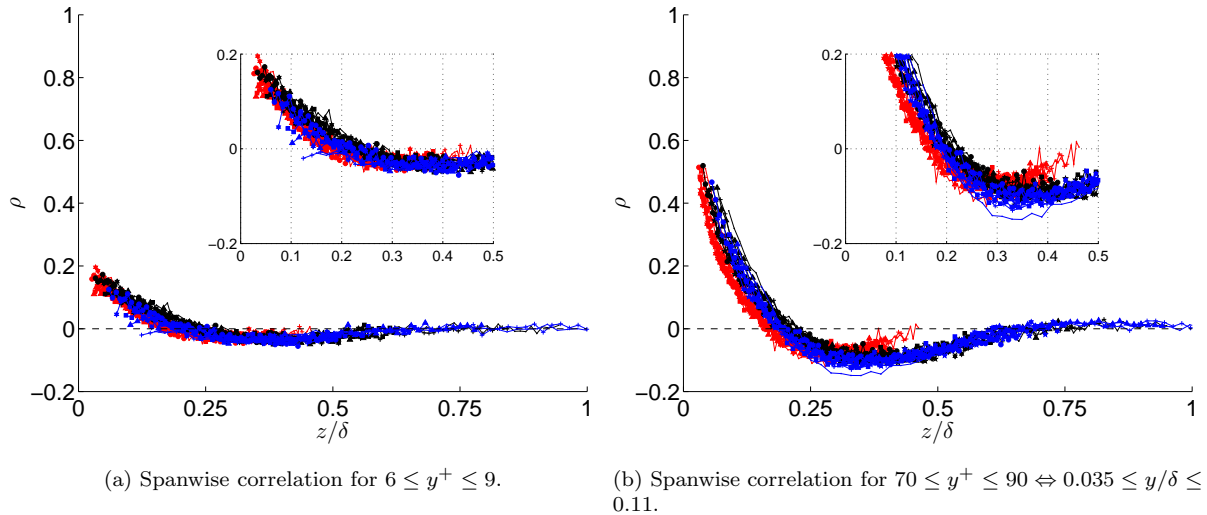 1
0.8
0.6
0.4
0.2
0
−0.2
ρ
0 0.25 0.5 0.75 1
z/δ
0.2
0
−0.2
0 0.1 0.2 0.3 0.4 0.5
(a) Spanwise correlation for 6 ≤ y⁺ ≤ 9.
1
0.8
0.6
0.4
0.2
0
−0.2
ρ
0 0.25 0.5 0.75 1
z/δ
0.2
0
−0.2
0 0.1 0.2 0.3 0.4 0.5
(b) Spanwise correlation for 70 ≤ y⁺ ≤ 90 ⇔ 0.035 ≤ y/δ ≤
0.11.